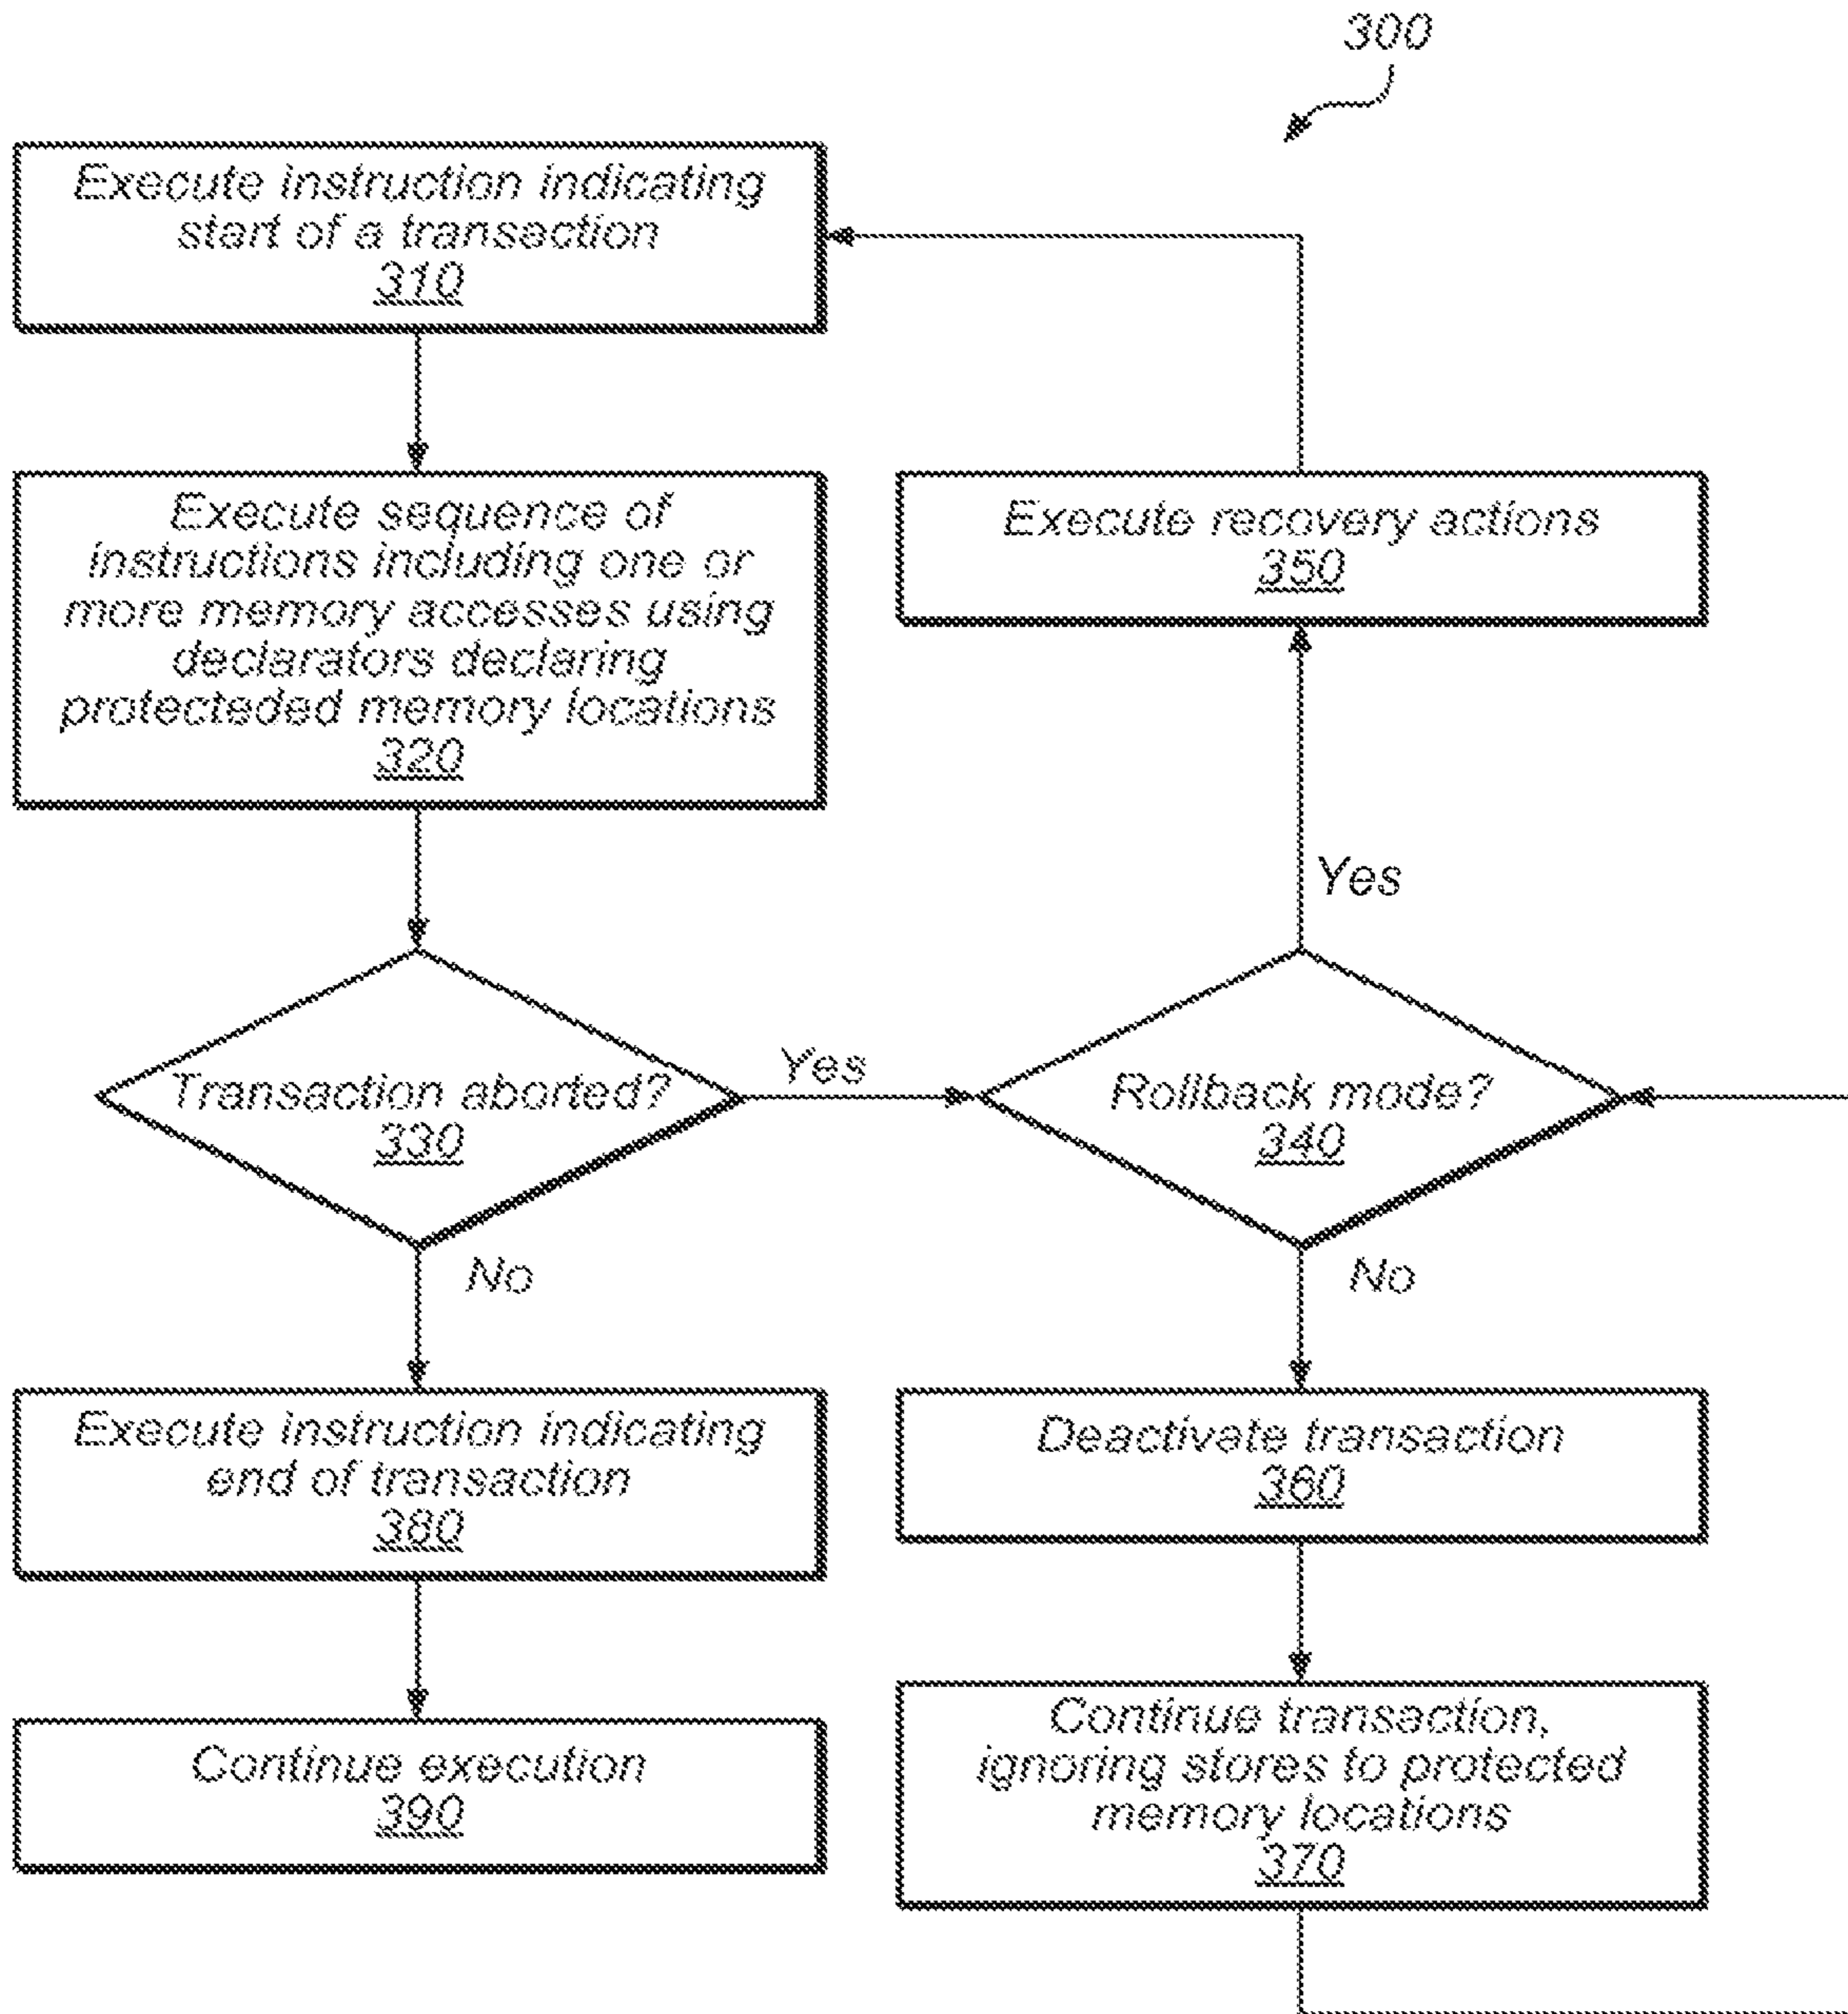 300
Execute instruction indicating
start of a transaction
310
Execute sequence of
instructions including one or
more memory accesses using
declarators declaring
protecteded memory locations
320
Execute recovery actions
350
Yes
Transaction aborted?
330
Yes
Rollback mode?
340
No
No
Execute instruction indicating
end of transaction
380
Deactivate transaction
360
Continue execution
390
Continue transaction,
ignoring stores to protected
memory locations
370